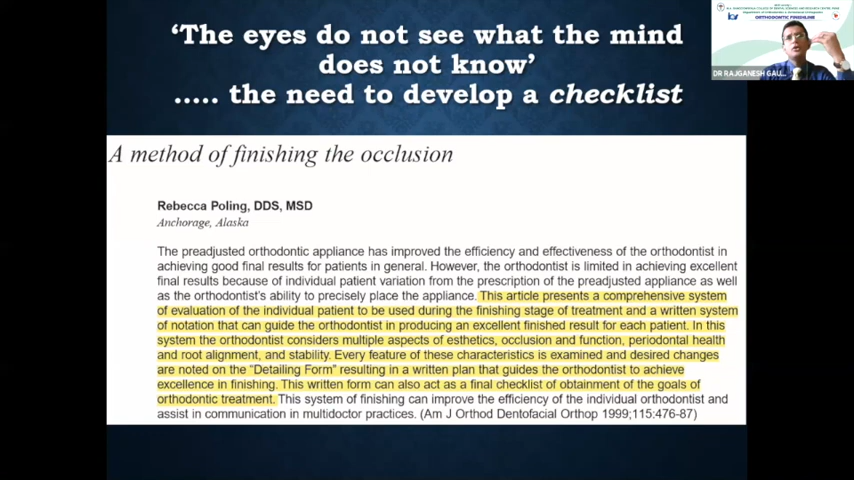 ‘The eyes do not see what the mind
does not know’
..... the need to develop a checklist
ORTHODONTIC FINISHLINE
DR RAJGANESH GAU...
A method of finishing the occlusion
Rebecca Poling, DDS, MSD
Anchorage, Alaska
The preadjusted orthodontic appliance has improved the efficiency and effectiveness of the orthodontist in
achieving good final results for patients in general. However, the orthodontist is limited in achieving excellent
final results because of individual patient variation from the prescription of the preadjusted appliance as well
as the orthodontist's ability to precisely place the appliance. This article presents a comprehensive system
of evaluation of the individual patient to be used during the finishing stage of treatment and a written system
of notation that can guide the orthodontist in producing an excellent finished result for each patient. In this
system the orthodontist considers multiple aspects of esthetics, occlusion and function, periodontal health
and root alignment, and stability. Every feature of these characteristics is examined and desired changes
are noted on the “Detailing Form” resulting in a written plan that guides the orthodontist to achieve
excellence in finishing. This written form can also act as a final checklist of obtainment of the goals of
orthodontic treatment. This system of finishing can improve the efficiency of the individual orthodontist and
assist in communication in multidoctor practices. (Am J Orthod Dentofacial Orthop 1999;115:476-87)